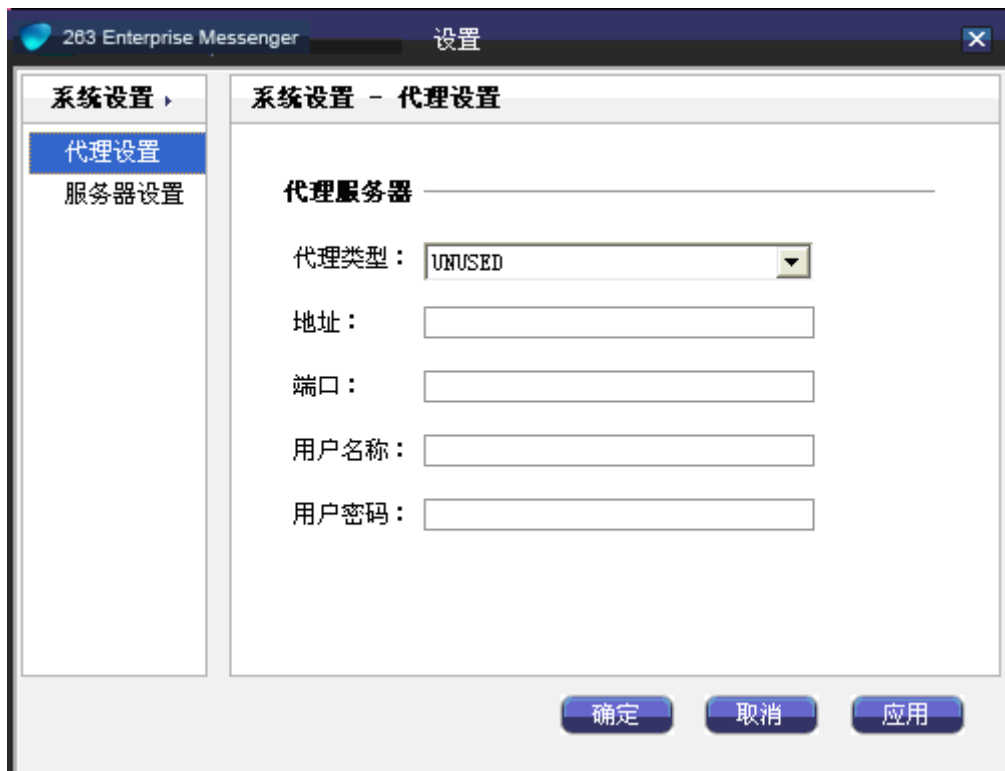 263 Enterprise Messenger 设置
系统设置
系统设置 - 代理设置
代理设置
服务器设置
代理服务器
代理类型： UNUSED
地址：
端口：
用户名称：
用户密码：
确定 取消 应用